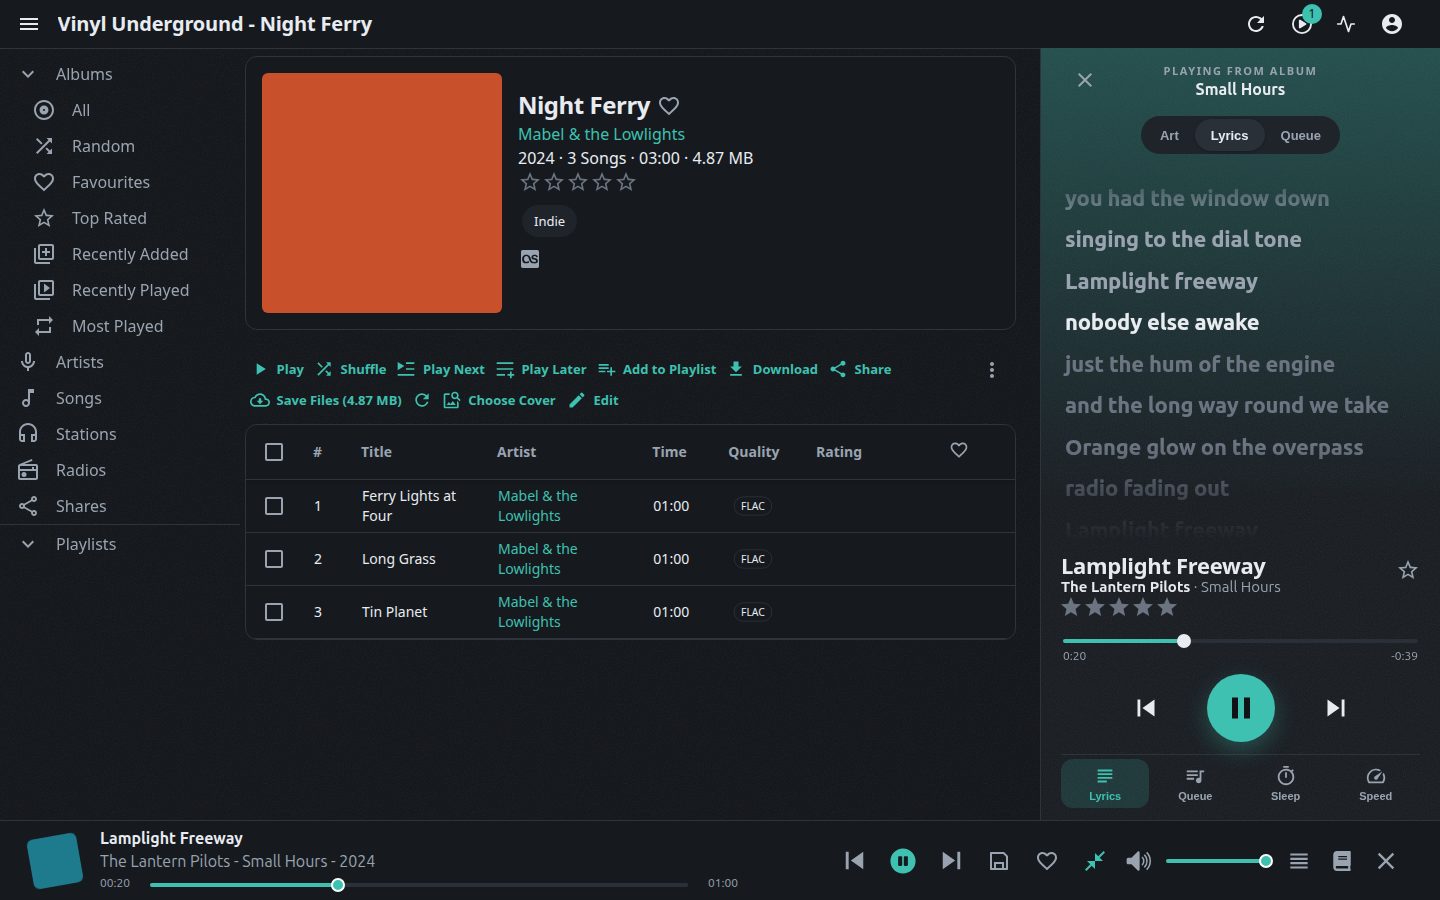 Vinyl Underground - Night Ferry
1
Albums
All
Random
Favourites
Top Rated
Recently Added
Recently Played
Most Played
Artists
Songs
Stations
Radios
Shares
Playlists
Night Ferry
Mabel & the Lowlights
2024 · 3 Songs · 03:00 · 4.87 MB
Indie
Play Shuffle Play Next Play Later Add to Playlist Download Share
Save Files (4.87 MB) Choose Cover Edit
# Title Artist Time Quality Rating
1 Ferry Lights at Four Mabel & the Lowlights 01:00 FLAC
2 Long Grass Mabel & the Lowlights 01:00 FLAC
3 Tin Planet Mabel & the Lowlights 01:00 FLAC
PLAYING FROM ALBUM
Small Hours
Art Lyrics Queue
you had the window down
singing to the dial tone
Lamplight freeway
nobody else awake
just the hum of the engine
and the long way round we take
Orange glow on the overpass
radio fading out
Lamplight freeway
Lamplight Freeway
The Lantern Pilots · Small Hours
0:20 -0:39
Lyrics Queue Sleep Speed
Lamplight Freeway
The Lantern Pilots - Small Hours - 2024
00:20 01:00